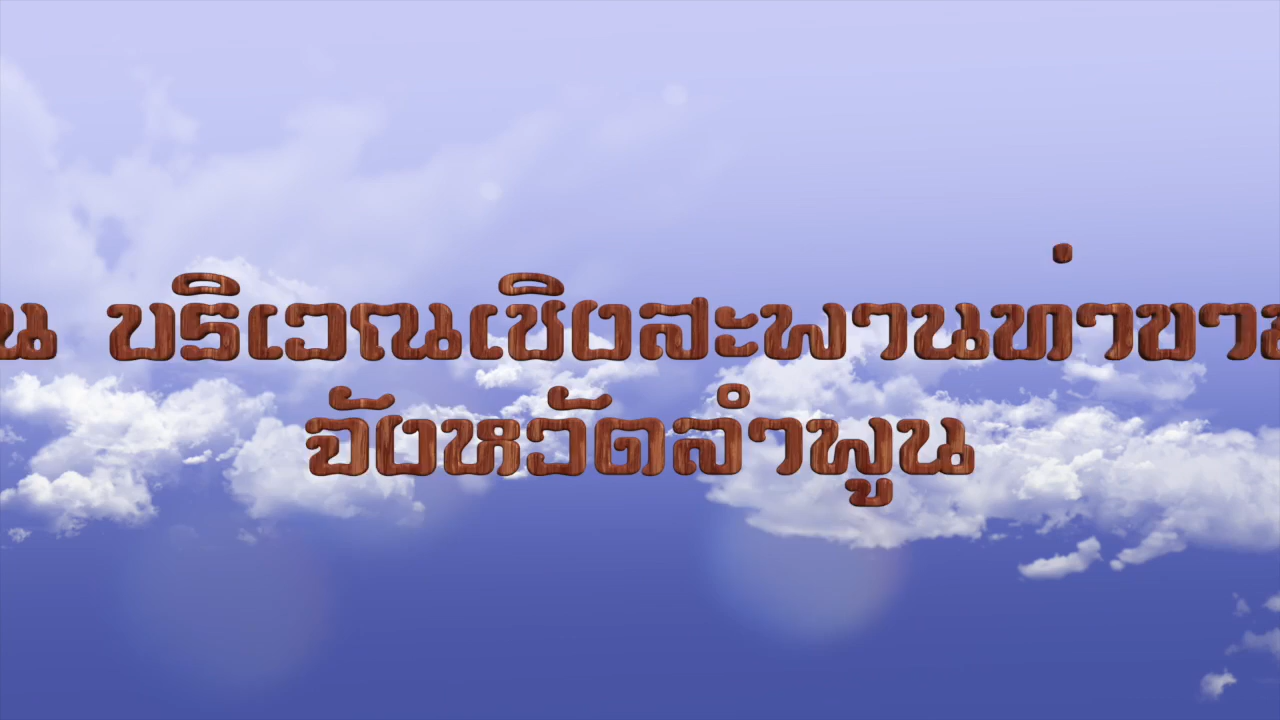 บริเวณเชิงสะพานท่าขาม
จังหวัดลำพูน